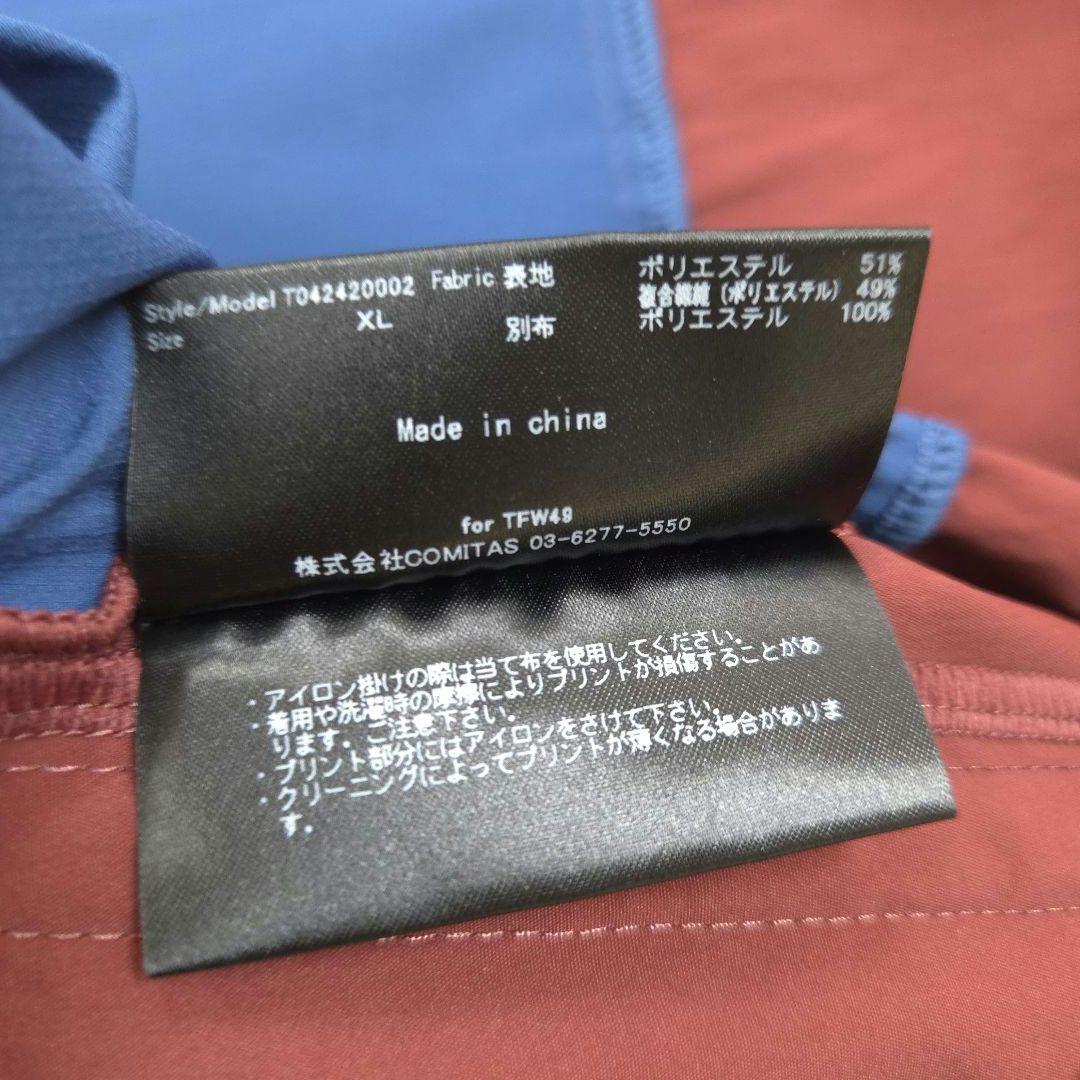 Style/Model T042420002 Fabric 表地 ポリエステル 51%
複合繊維 (ポリエステル) 49%
Size XL 別布 ポリエステル 100%
Made in china
for TFW49
株式会社COMITAS 03-6277-5550
・アイロン掛けの際は当て布を使用してください。
・着用や洗濯時の摩擦によりプリントが損傷することがあ
ります。ご注意下さい。
・プリント部分にはアイロンをさけて下さい。
・クリーニングによってプリントが薄くなる場合がありま
す。